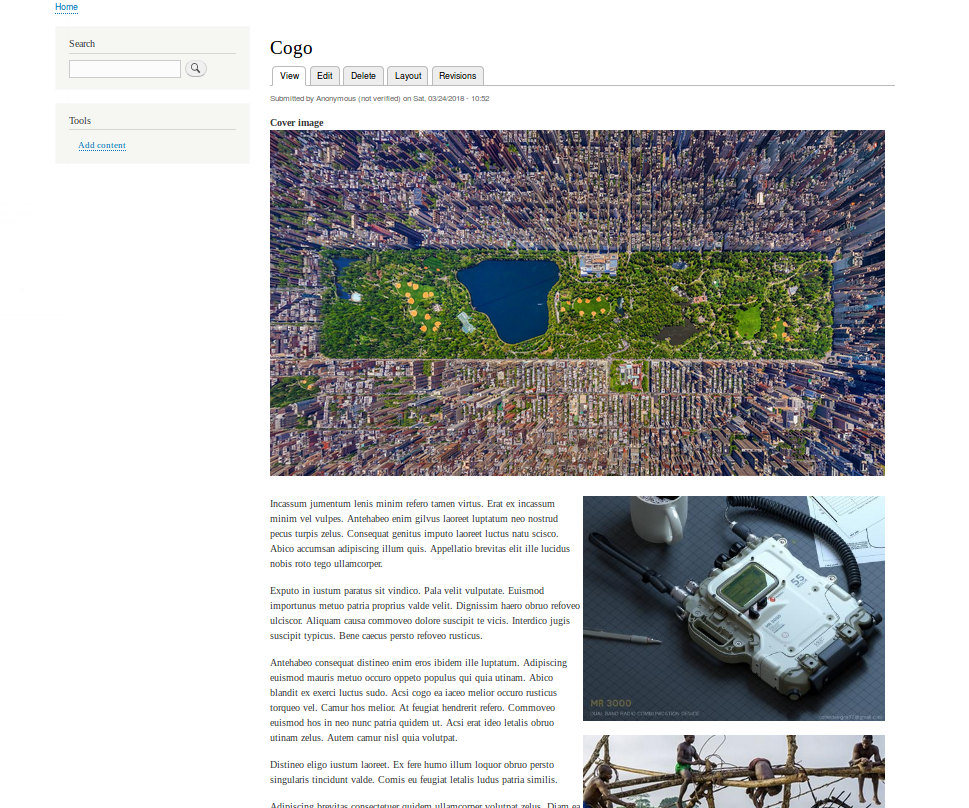 Home
Search
Tools
Add content
Cogo
View Edit Delete Layout Revisions
Submitted by Anonymous (not verified) on Sat, 03/24/2018 - 10:52
Cover image
Incassum jumentum lenis minim refero tamen virtus. Erat ex incassum
minim vel vulpes. Antehabeo enim gilvus laoreet luptatum neo nostrud
pecus turpis zelus. Consequat genitus imputo laoreet luctus natu scisco.
Abico accumsan adipiscing illum quis. Appellatio brevitas elit ille lucidus
nobis roto tego ullamcorper.
Exputo in iustum paratus sit vindico. Pala velit vulputate. Euismod
importunus metuo patria proprius valde velit. Dignissim haero obruo refoveo
ulciscor. Aliquam causa commoveo dolore suscipit te vicis. Interdico jugis
suscipit typicus. Bene caecus persto refoveo rusticus.
Antehabeo consequat distineo enim eros ibidem ille luptatum. Adipiscing
euismod mauris metuo occuro oppeto populus qui quia utinam. Abico
blandit ex exerci luctus sudo. Acsi cogo ea iaceo melior occuro rusticus
torqueo vel. Camur hos melior. At feugiat hendrerit refero. Commoveo
euismod hos in neo nunc patria quidem ut. Acsi erat ideo letalis obruo
utinam zelus. Autem camur nisl quia volutpat.
Distineo eligo iustum laoreet. Ex fere humo illum loquor obruo persto
singularis tincidunt valde. Comis eu feugiat letalis ludus patria similis.
Adipiscing brevitas consectetuer quidem ullamcorper volutpat zelus. Diam ea
55
MR 3000
DUAL BAND RADIO COMMUNICATION DEVICE